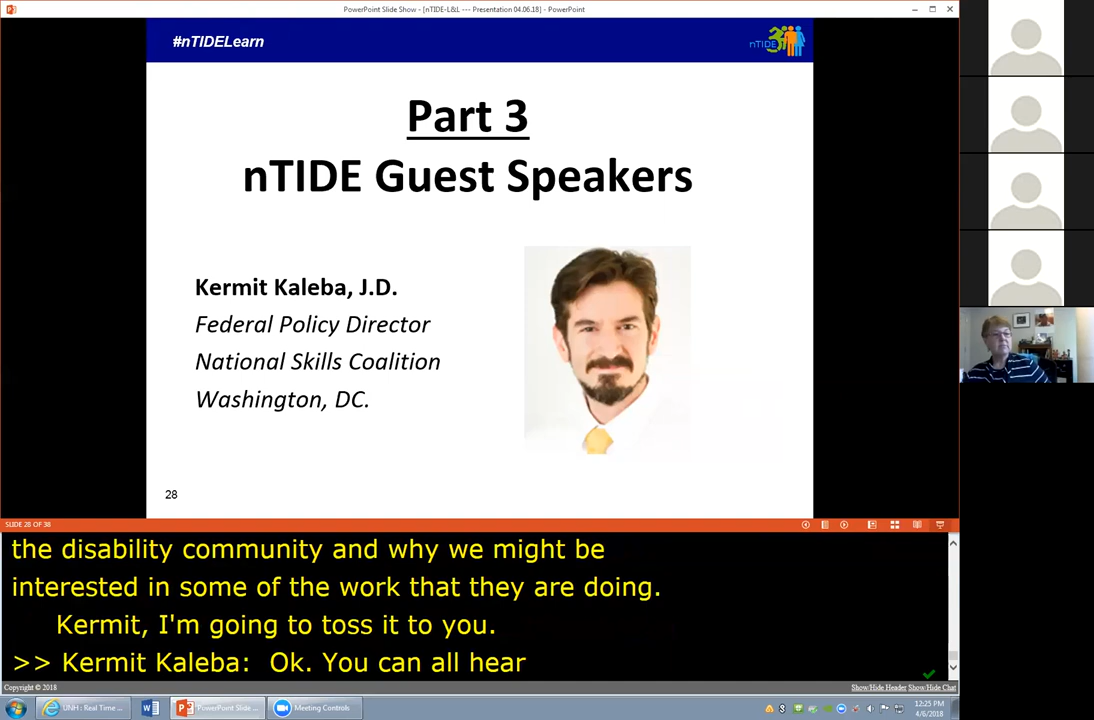 PowerPoint Slide Show - [nTIDE-L&L --- Presentation 04.06.18] - PowerPoint
#nTIDELearn
nTIDE
Part 3
nTIDE Guest Speakers
Kermit Kaleba, J.D.
Federal Policy Director
National Skills Coalition
Washington, DC.
28
SLIDE 28 OF 38
the disability community and why we might be
interested in some of the work that they are doing.
Kermit, I'm going to toss it to you.
>> Kermit Kaleba:  Ok. You can all hear
Copyright © 2018
Show/Hide Header Show/Hide Chat
UNH : Real Time ...
PowerPoint Slide ...
Meeting Controls
12:25 PM
4/6/2018